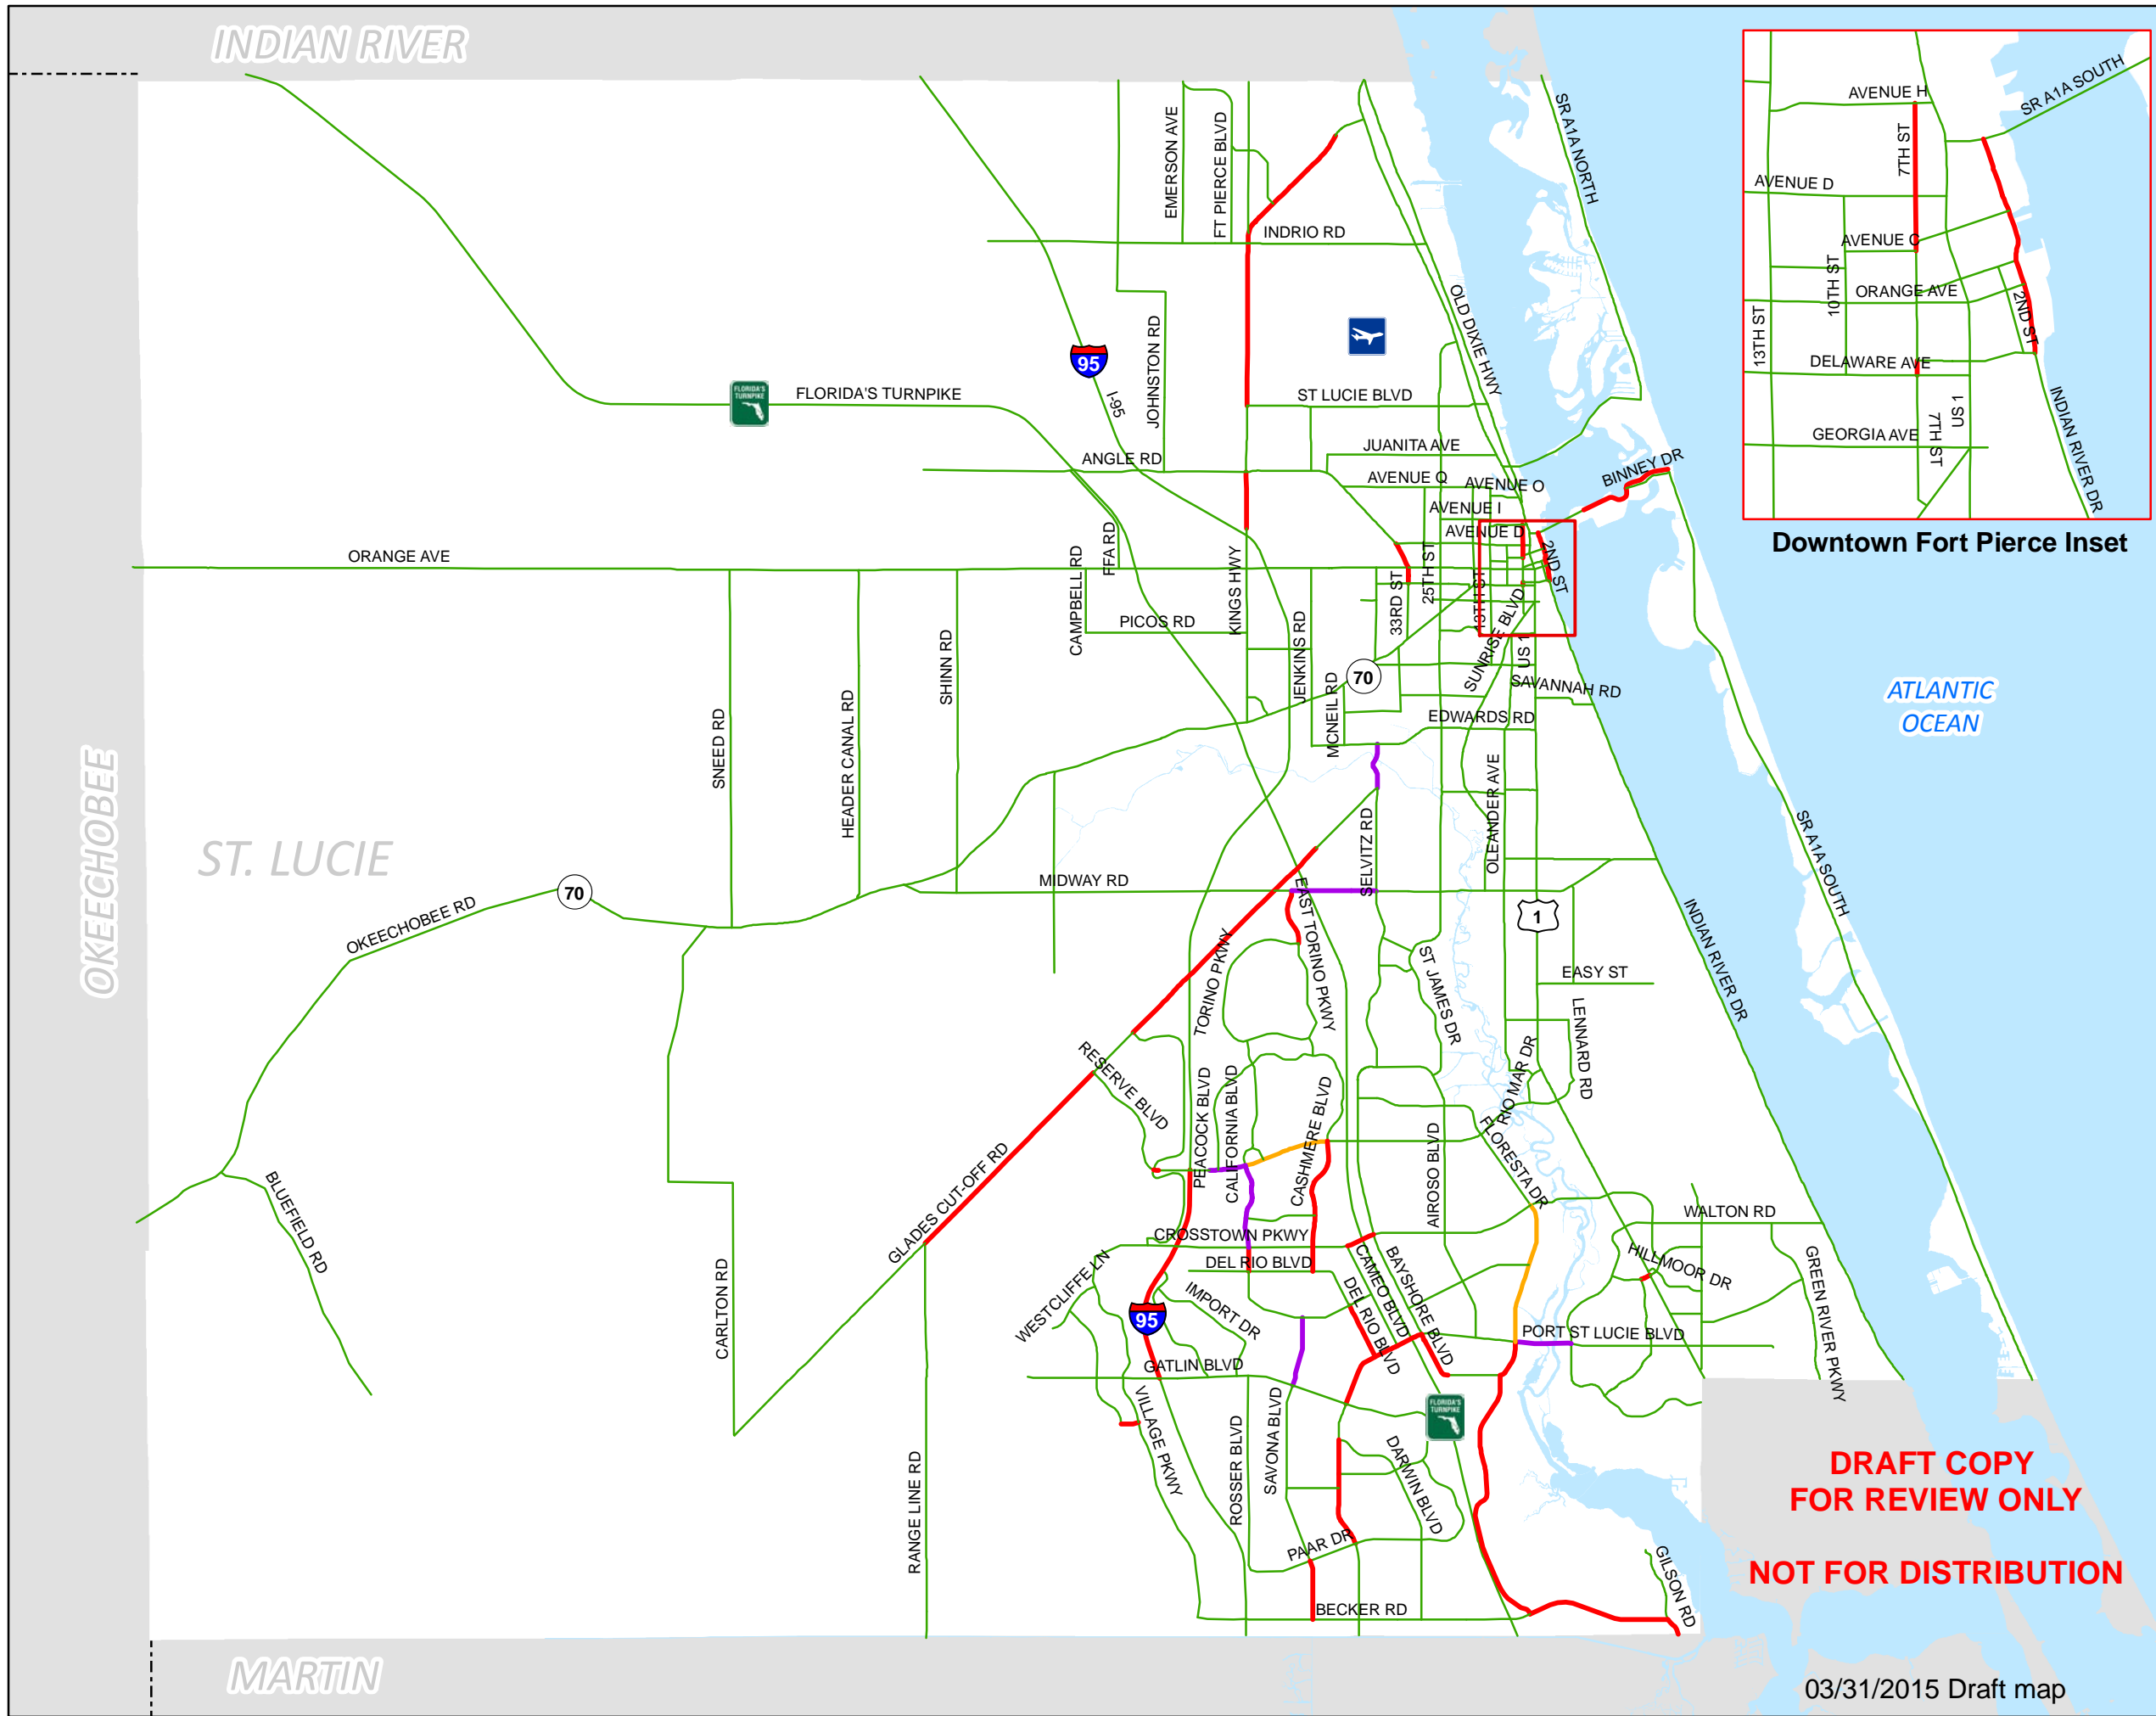 INDIAN RIVER
SR A1A NORTH
EMERSON AVE
FT PIERCE BLVD
INDRIO RD
OLD DIXIE HWY
95
I-95
JOHNSTON RD
FLORIDA'S
TURNPIKE
FLORIDA'S TURNPIKE
ST LUCIE BLVD
JUANITA AVE
ANGLE RD
AVENUE Q
AVENUE O
BINNEY DR
AVENUE I
AVENUE D
2ND ST
ORANGE AVE
FFA RD
CAMPBELL RD
KINGS HWY
25TH ST
13TH ST
33RD ST
PICOS RD
JENKINS RD
SUNRISE BLVD
US 1
SHINN RD
70
MCNEIL RD
SAVANNAH RD
EDWARDS RD
SNEED RD
HEADER CANAL RD
ATLANTIC
OCEAN
OKEECHOBEE
ST. LUCIE
SELVITZ RD
OLEANDER AVE
SR A1A SOUTH
MIDWAY RD
70
OKEECHOBEE RD
EAST TORINO PKWY
1
INDIAN RIVER DR
TORINO PKWY
ST JAMES DR
EASY ST
LENNARD RD
RESERVE BLVD
RIO MAR DR
PEACOCK BLVD
CALIFORNIA BLVD
CASHMERE BLVD
AIROSO BLVD
FLORESTA DR
BLUEFIELD RD
GLADES CUT-OFF RD
WALTON RD
CROSSTOWN PKWY
DEL RIO BLVD
CAMEO BLVD
BAYSHORE BLVD
HILLMOOR DR
GREEN RIVER PKWY
WESTCLIFFE LN
IMPORT DR
DEL RIO BLVD
95
CARLTON RD
PORT ST LUCIE BLVD
GATLIN BLVD
VILLAGE PKWY
ROSSER BLVD
SAVONA BLVD
FLORIDA'S
TURNPIKE
DARWIN BLVD
RANGE LINE RD
PAAR DR
BECKER RD
GILSON RD
MARTIN
AVENUE H
SR A1A SOUTH
7TH ST
AVENUE D
AVENUE C
10TH ST
ORANGE AVE
2ND ST
13TH ST
DELAWARE AVE
GEORGIA AVE
7TH ST
US 1
INDIAN RIVER DR
Downtown Fort Pierce Inset
DRAFT COPY
FOR REVIEW ONLY
NOT FOR DISTRIBUTION
03/31/2015 Draft map